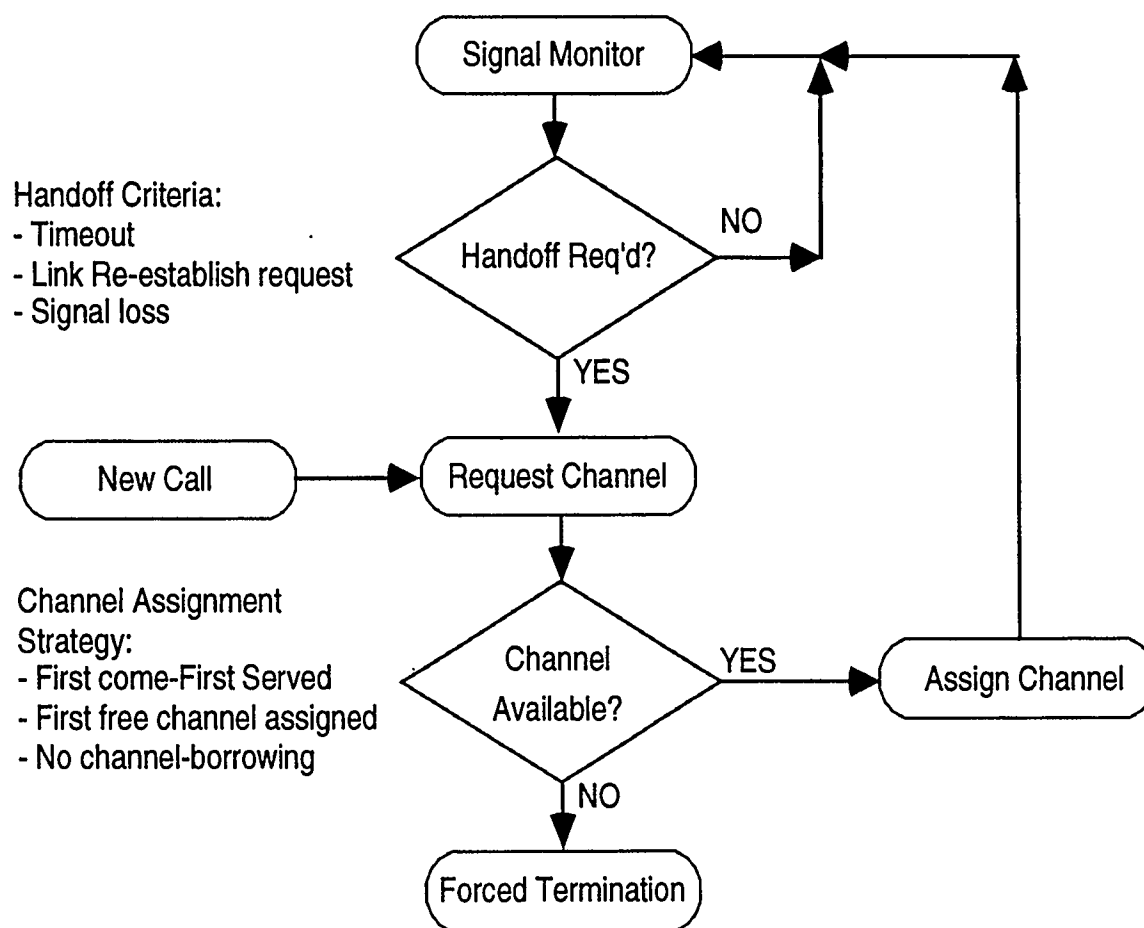 Signal Monitor
Handoff Criteria:
- Timeout
- Link Re-establish request
- Signal loss
Handoff Req'd?
NO
YES
New Call
Request Channel
Channel Assignment
Strategy:
- First come-First Served
- First free channel assigned
- No channel-borrowing
Channel
Available?
YES
Assign Channel
NO
Forced Termination